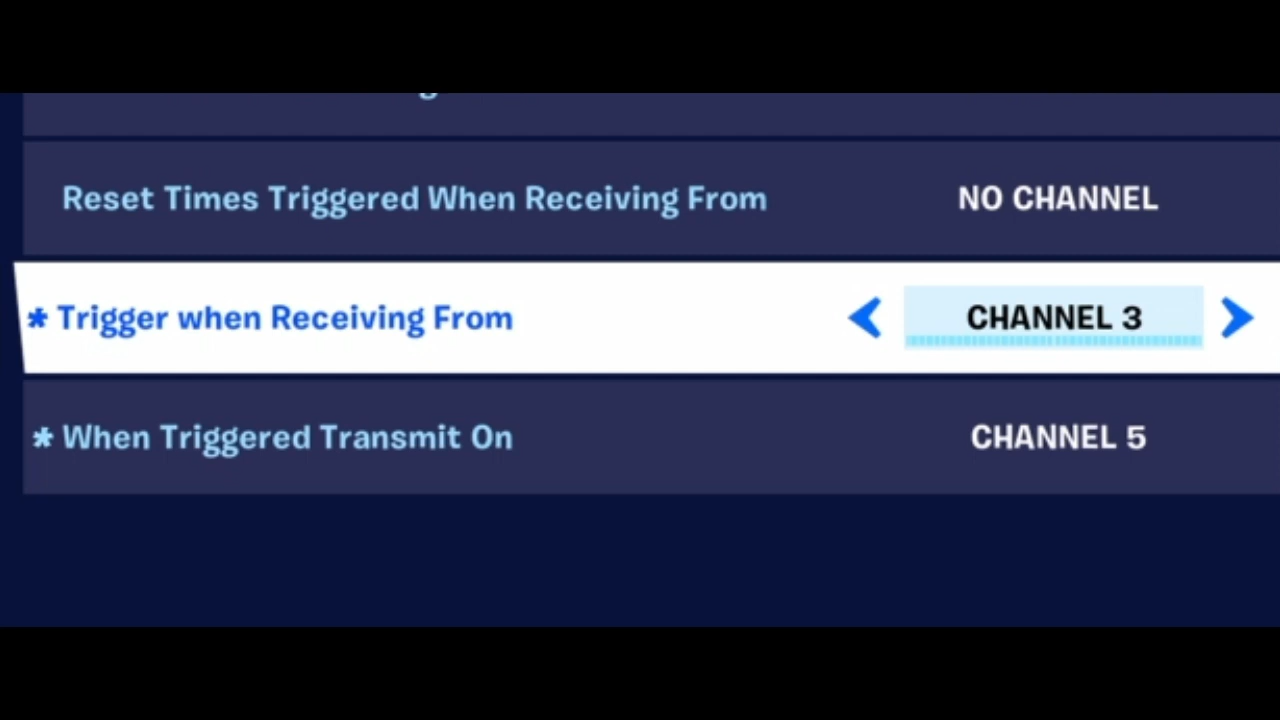 Reset Times Triggered When Receiving From NO CHANNEL
* Trigger when Receiving From CHANNEL 3
* When Triggered Transmit On CHANNEL 5